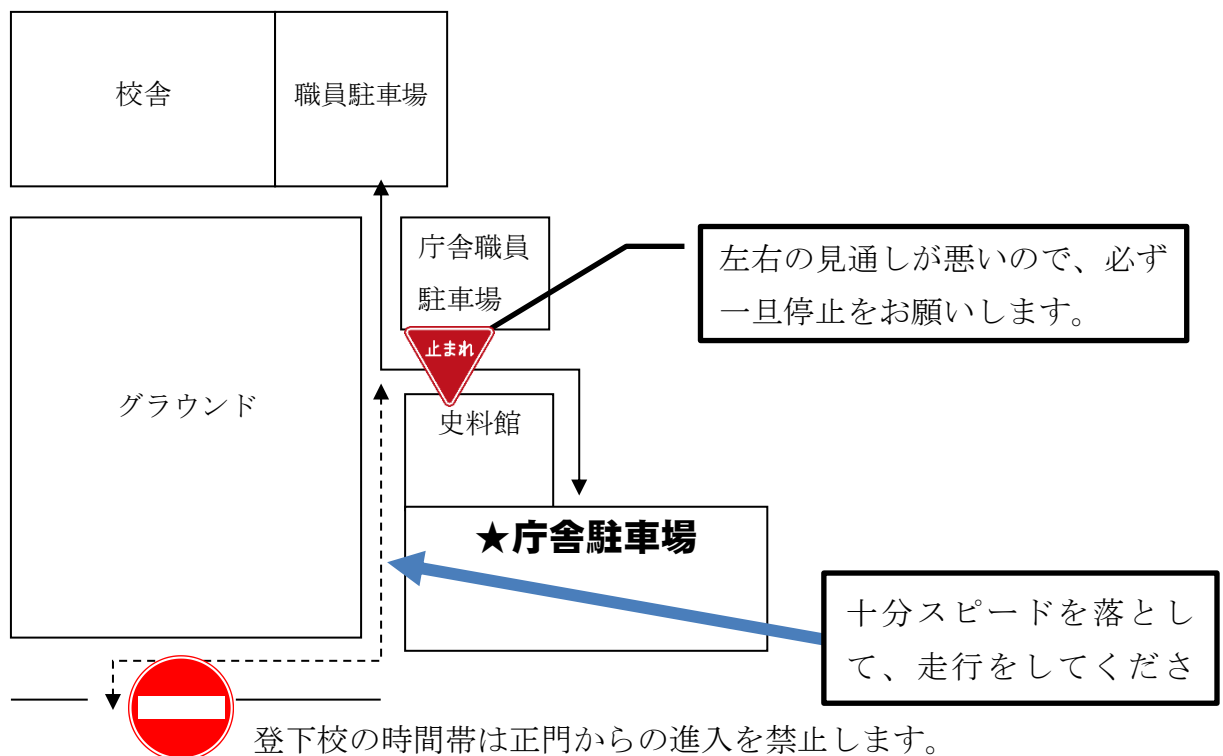 校舎
職員駐車場
庁舎職員
駐車場
左右の見通しが悪いので、必ず
一旦停止をお願いします。
止まれ
グラウンド
史料館
★庁舎駐車場
十分スピードを落とし
て、走行をしてくださ
登下校の時間帯は正門からの進入を禁止します。